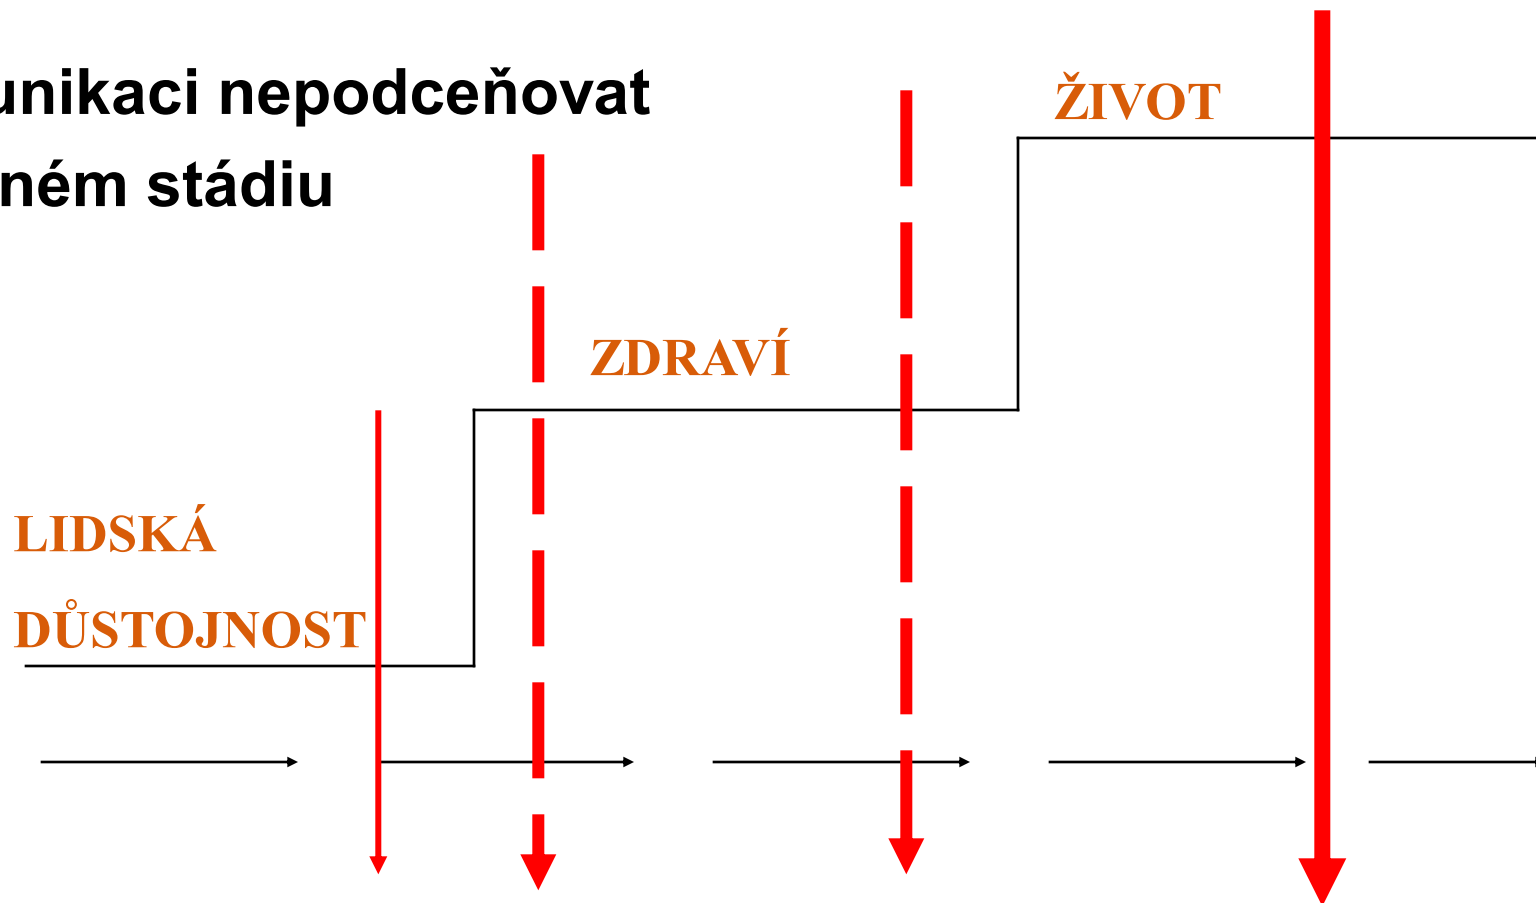 unikaci nepodceňovat
ném stádiu
ŽIVOT
ZDRAVÍ
LIDSKÁ
DŮSTOJNOST